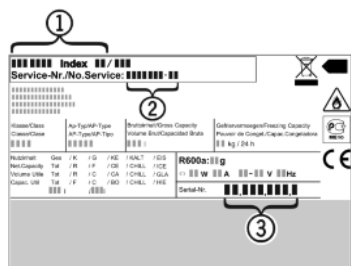 ①
Index /
Service-Nr./No.Service: -
②
Klasse/Class
Classe/Clase
Ap-Typ/AP-Type
AP-Type/AP-Tipo
Bruttoinhalt/Gross Capacity
Volume Brut/Capacidad Bruta
Gefriervermoegen/Freezing Capacity
Pouvoir de Congel./Capac.Congeladora
kg / 24 h
Nutzinhalt Ges / K / G / KE / KALT / EIS
Net Capacity Tot / R / F / CE / CHILL / ICE
Volume Utile Tot / R / C / CA / CHILL / GLA
Capac. Util Tot / F / C / BO / CHILL / HIE
R600a: g
W A - V Hz
Serial-Nr.
③
CE